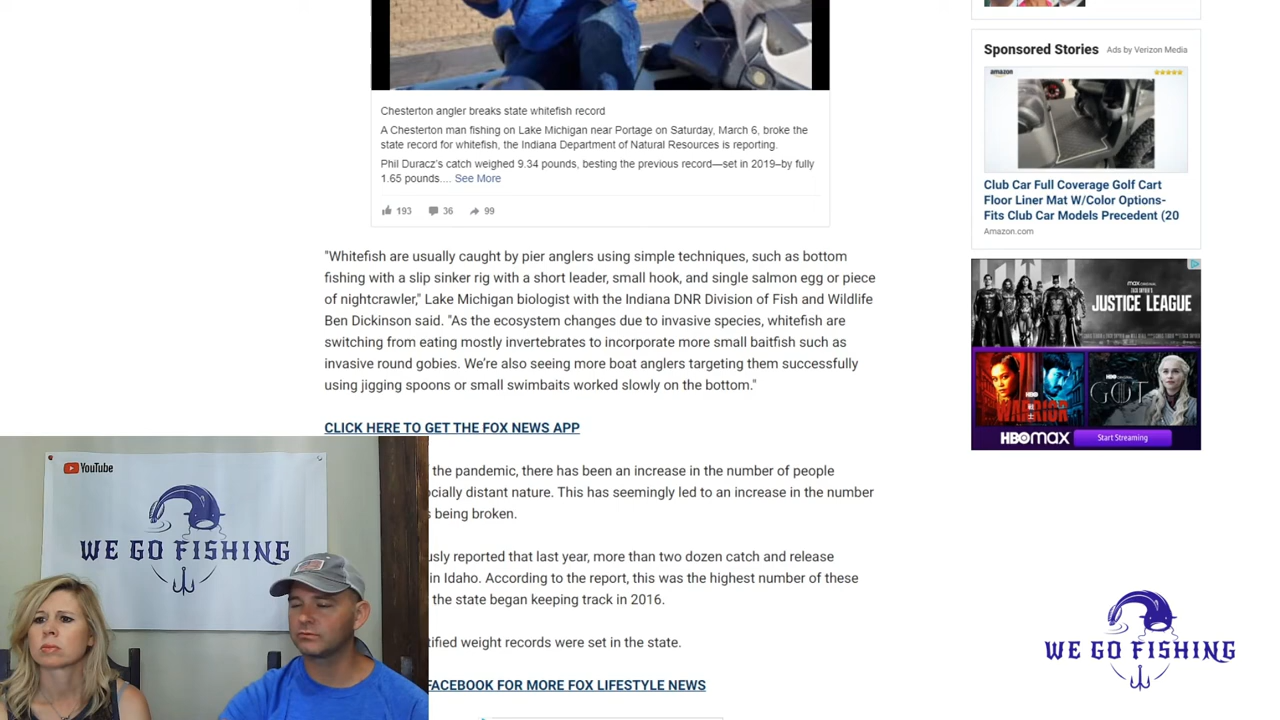 Chesterton angler breaks state whitefish record
A Chesterton man fishing on Lake Michigan near Portage on Saturday, March 6, broke the
state record for whitefish, the Indiana Department of Natural Resources is reporting.
Phil Duracz's catch weighed 9.34 pounds, besting the previous record—set in 2019–by fully
1.65 pounds.... See More
193 36 99
"Whitefish are usually caught by pier anglers using simple techniques, such as bottom
fishing with a slip sinker rig with a short leader, small hook, and single salmon egg or piece
of nightcrawler," Lake Michigan biologist with the Indiana DNR Division of Fish and Wildlife
Ben Dickinson said. "As the ecosystem changes due to invasive species, whitefish are
switching from eating mostly invertebrates to incorporate more small baitfish such as
invasive round gobies. We're also seeing more boat anglers targeting them successfully
using jigging spoons or small swimbaits worked slowly on the bottom."
CLICK HERE TO GET THE FOX NEWS APP
the pandemic, there has been an increase in the number of people
ocially distant nature. This has seemingly led to an increase in the number
being broken.
usly reported that last year, more than two dozen catch and release
in Idaho. According to the report, this was the highest number of these
the state began keeping track in 2016.
tified weight records were set in the state.
FACEBOOK FOR MORE FOX LIFESTYLE NEWS
Sponsored Stories Ads by Verizon Media
amazon
Club Car Full Coverage Golf Cart
Floor Liner Mat W/Color Options-
Fits Club Car Models Precedent (20
Amazon.com
max ORIGINAL
ZACK SNYDER'S
JUSTICE LEAGUE
HBO
WARRIOR
HBO
GOT
HBOMAX Start Streaming
YouTube
WE GO FISHING
WE GO FISHING